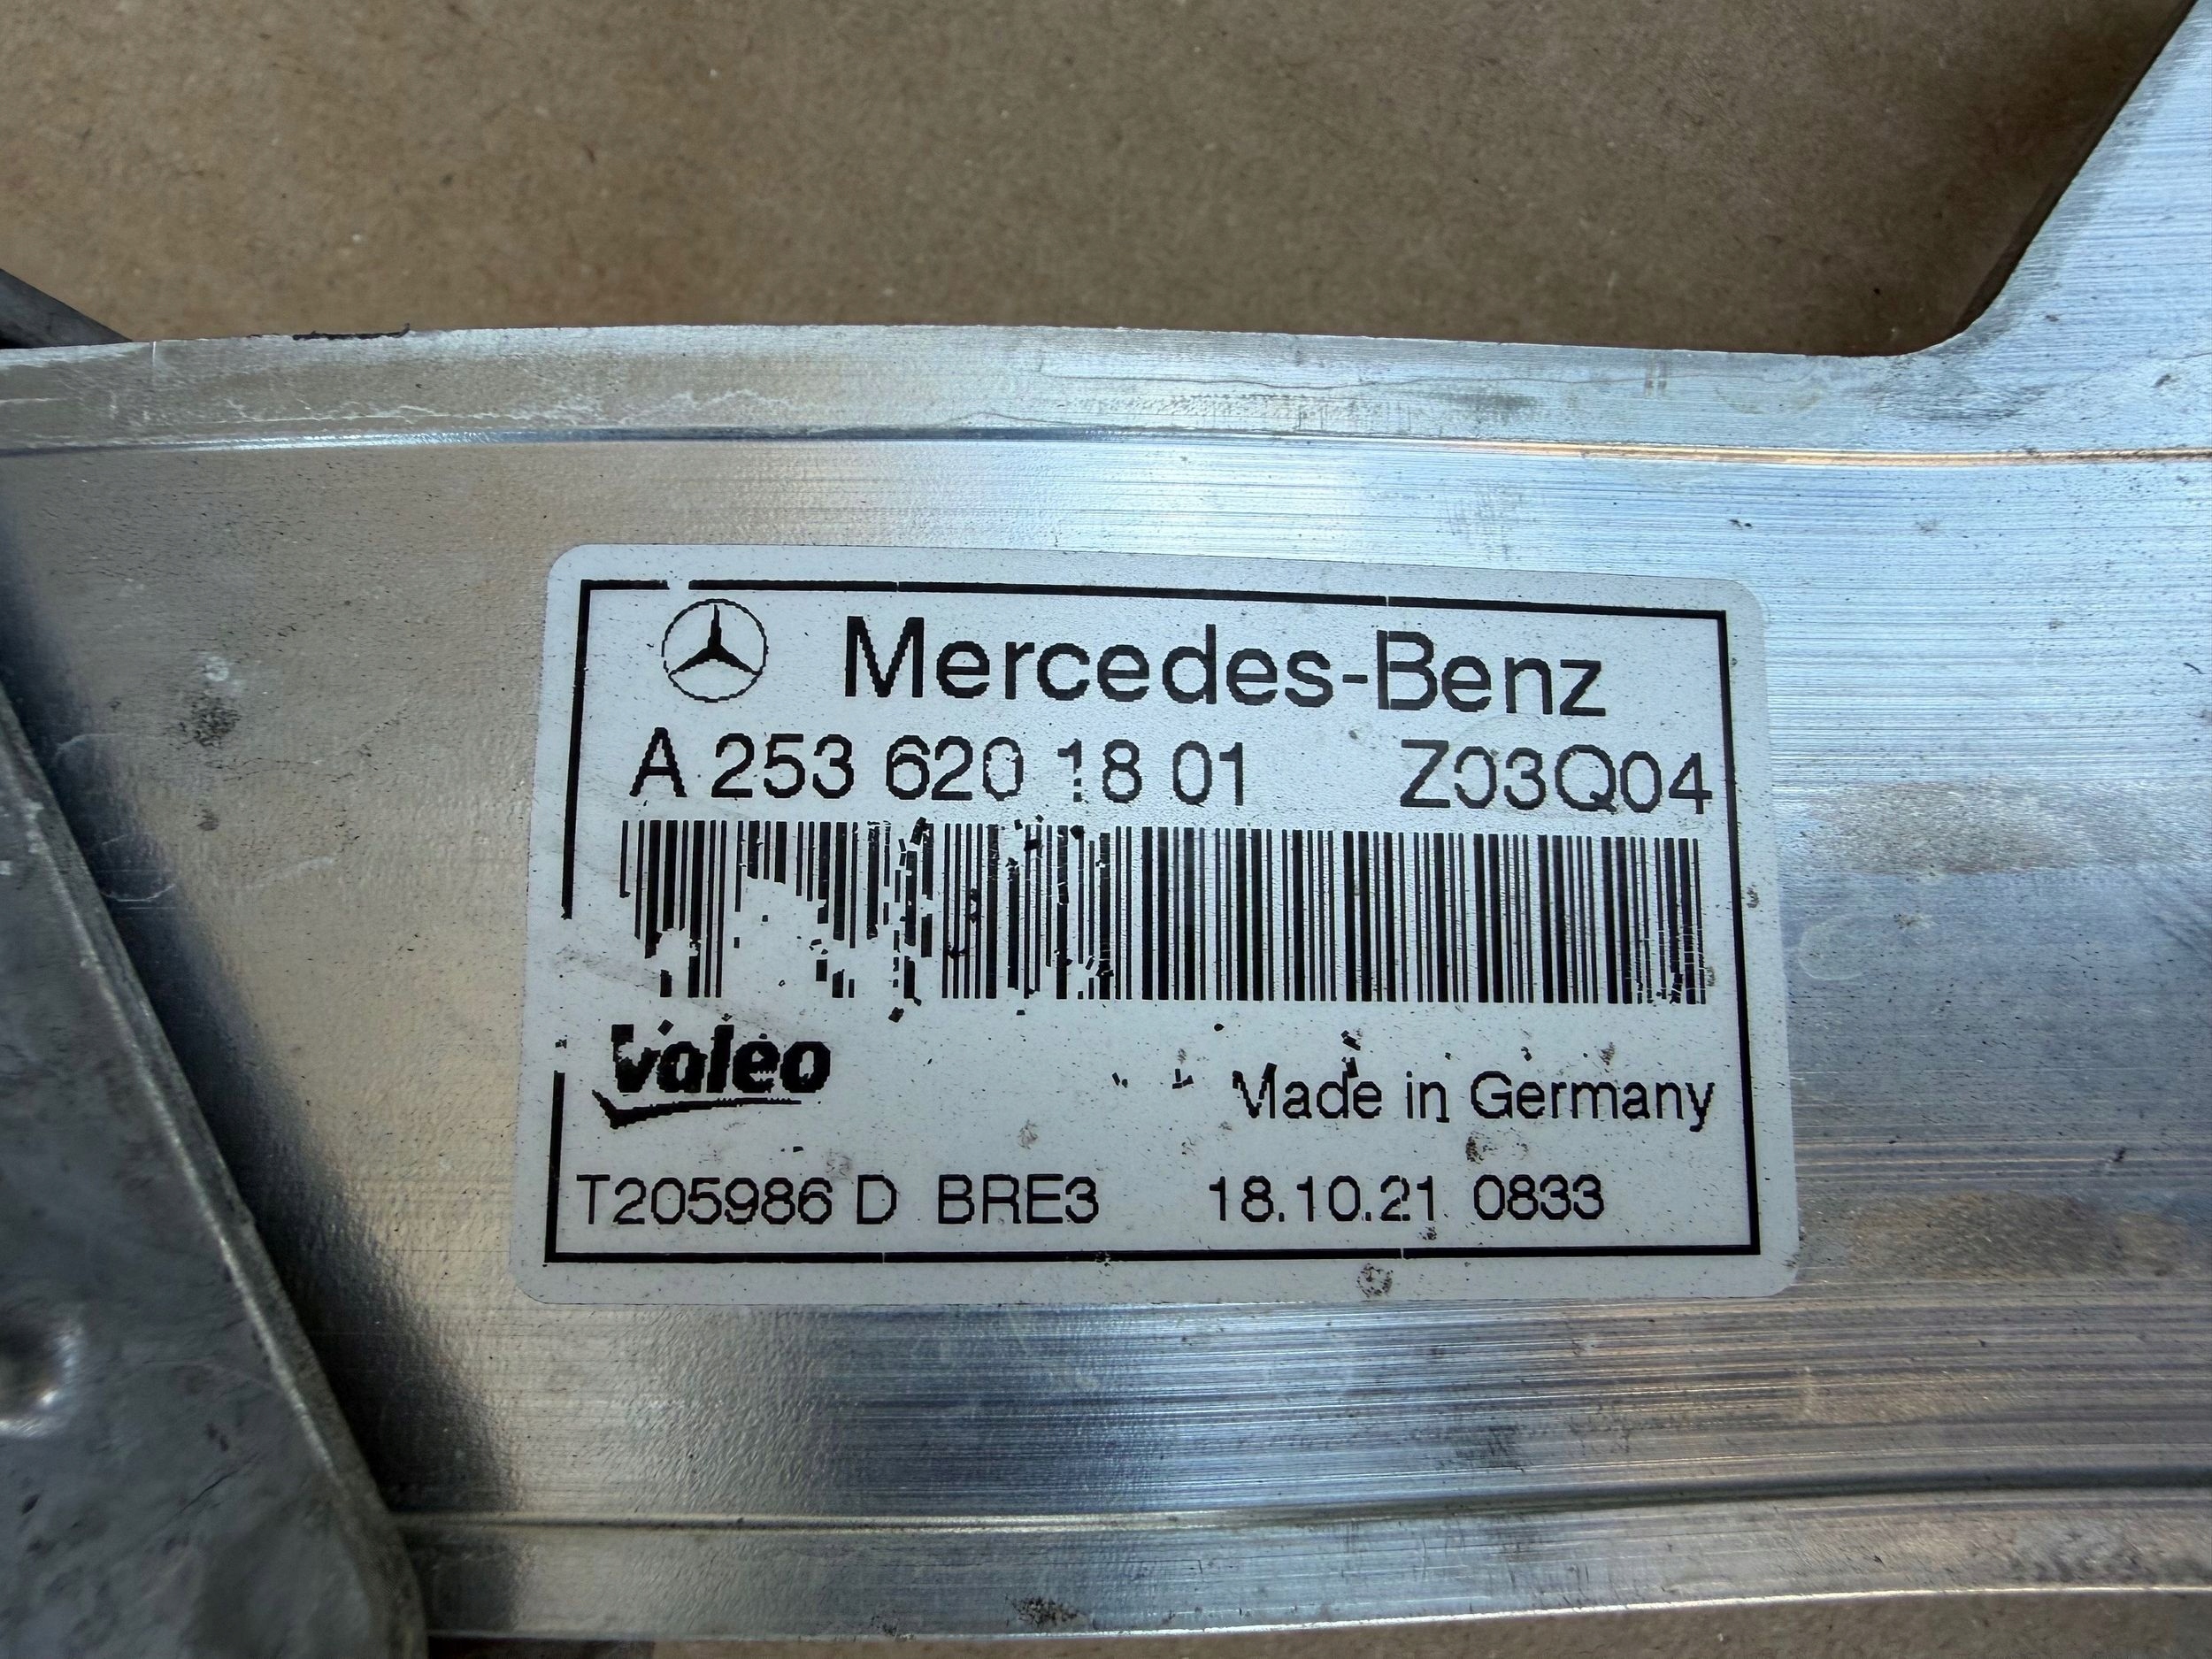 Mercedes-Benz
A 253 620 18 01 Z03Q04
Valeo
Made in Germany
T205986 D BRE3 18.10.21 0833